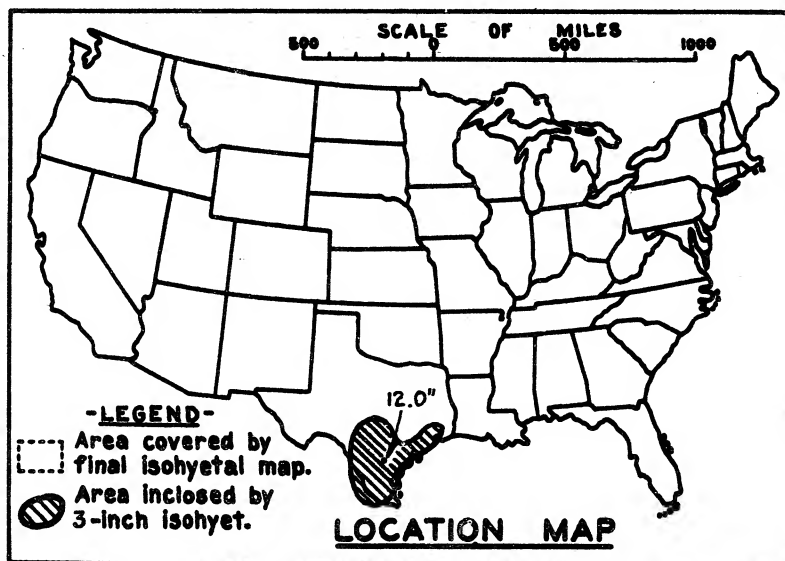 SCALE OF MILES
500 0 500 1000
12.0"
-LEGEND-
Area covered by
final isohyetal map.
Area inclosed by
3-inch isohyet.
LOCATION MAP